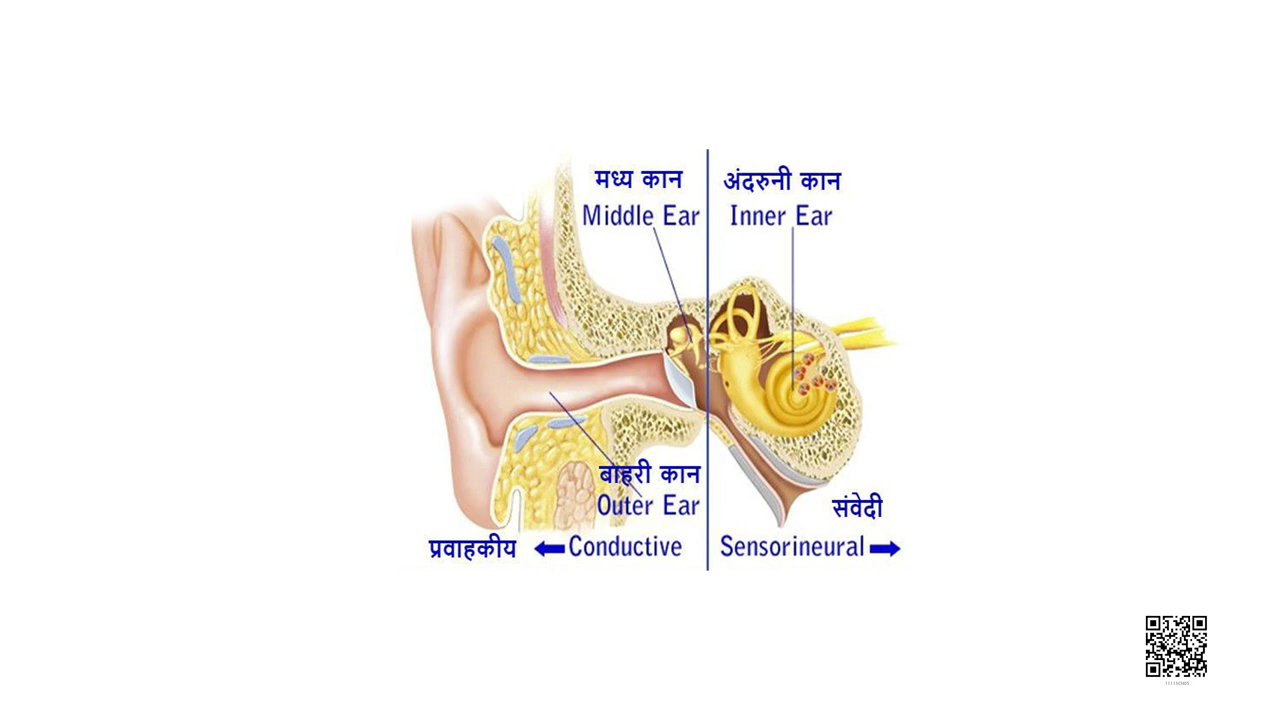 मध्य कान
Middle Ear
अंदरुनी कान
Inner Ear
बाहरी कान
Outer Ear
संवेदी
प्रवाहकीय
Conductive
Sensorineural